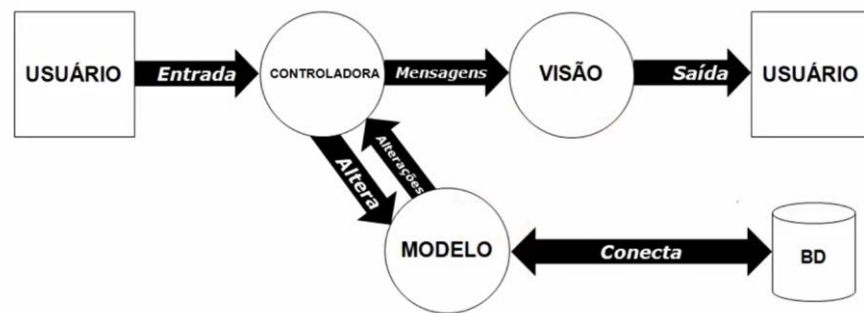 USUÁRIO
Entrada
CONTROLADORA
Mensagens
VISÃO
Saída
USUÁRIO
Altera
Alterações
MODELO
Conecta
BD